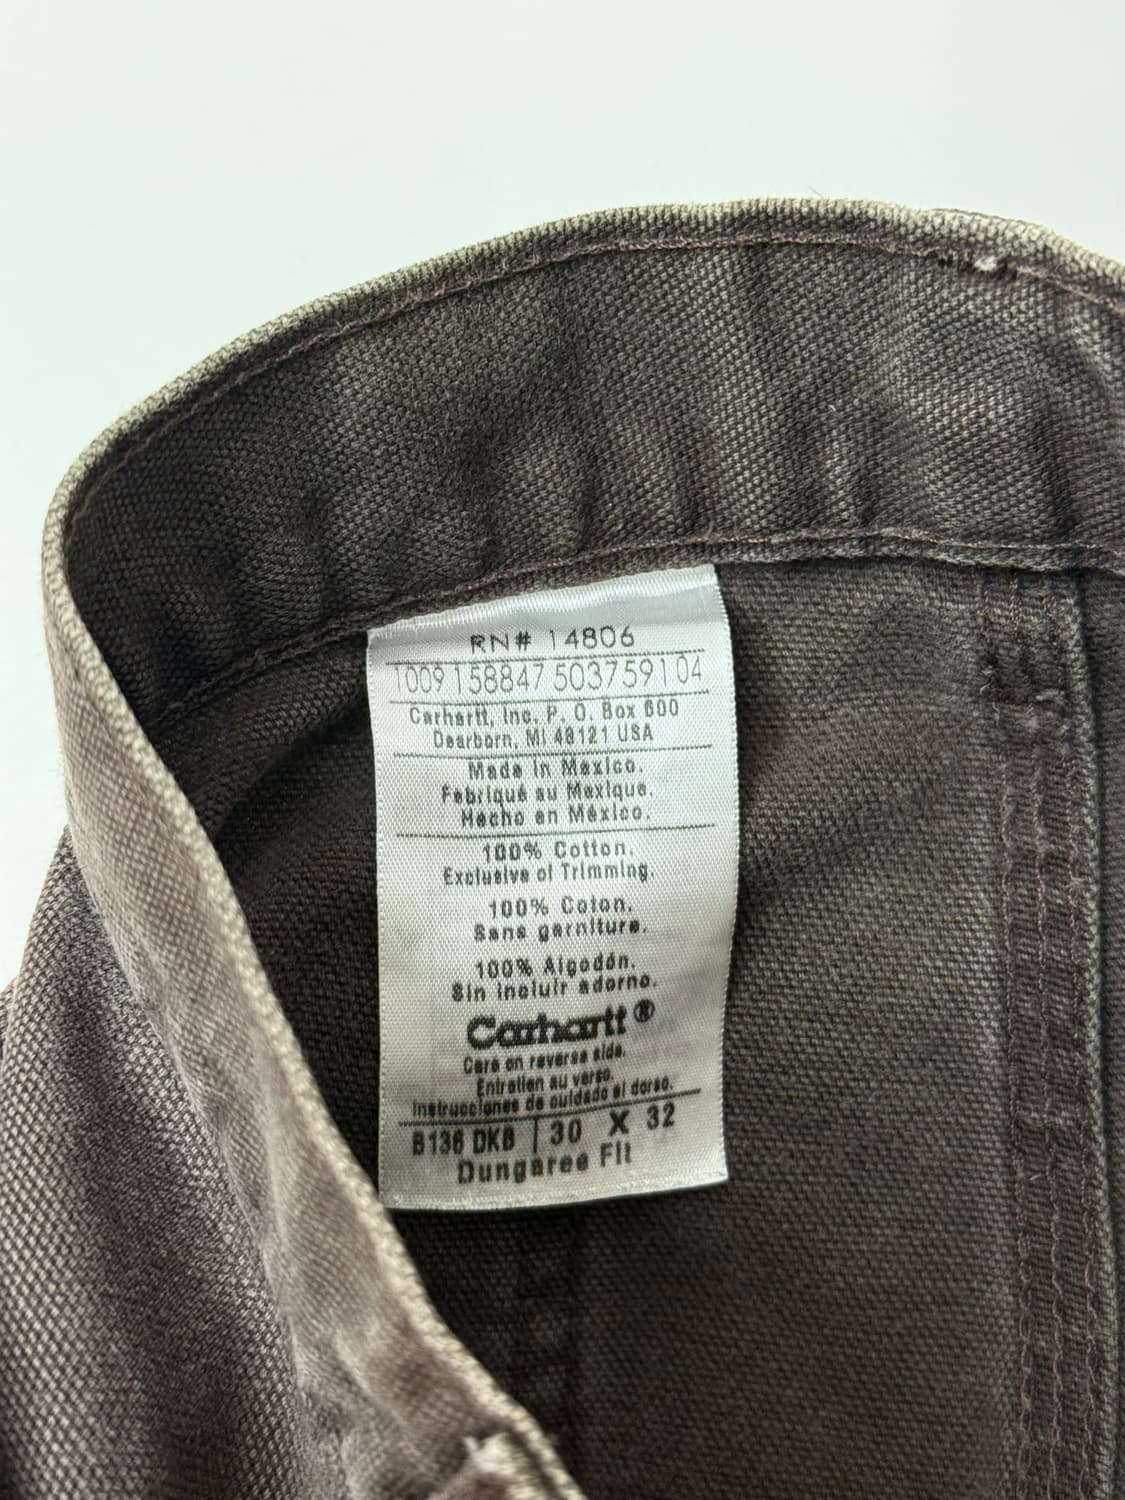 RN# 14806
1009158847 503759104
Carhartt, Inc. P. O. Box 600
Dearborn, MI 48121 USA
Made in Mexico.
Fabriqué au Mexique.
Hecho en México.
100% Cotton.
Exclusive of Trimming.
100% Coton.
Sans garniture.
100% Algodón.
Sin incluir adorno.
Carhartt®
Care on reverse side.
Entretien au verso.
Instrucciones de cuidado al dorso.
B136 DKB | 30 X 32
Dungaree Fit